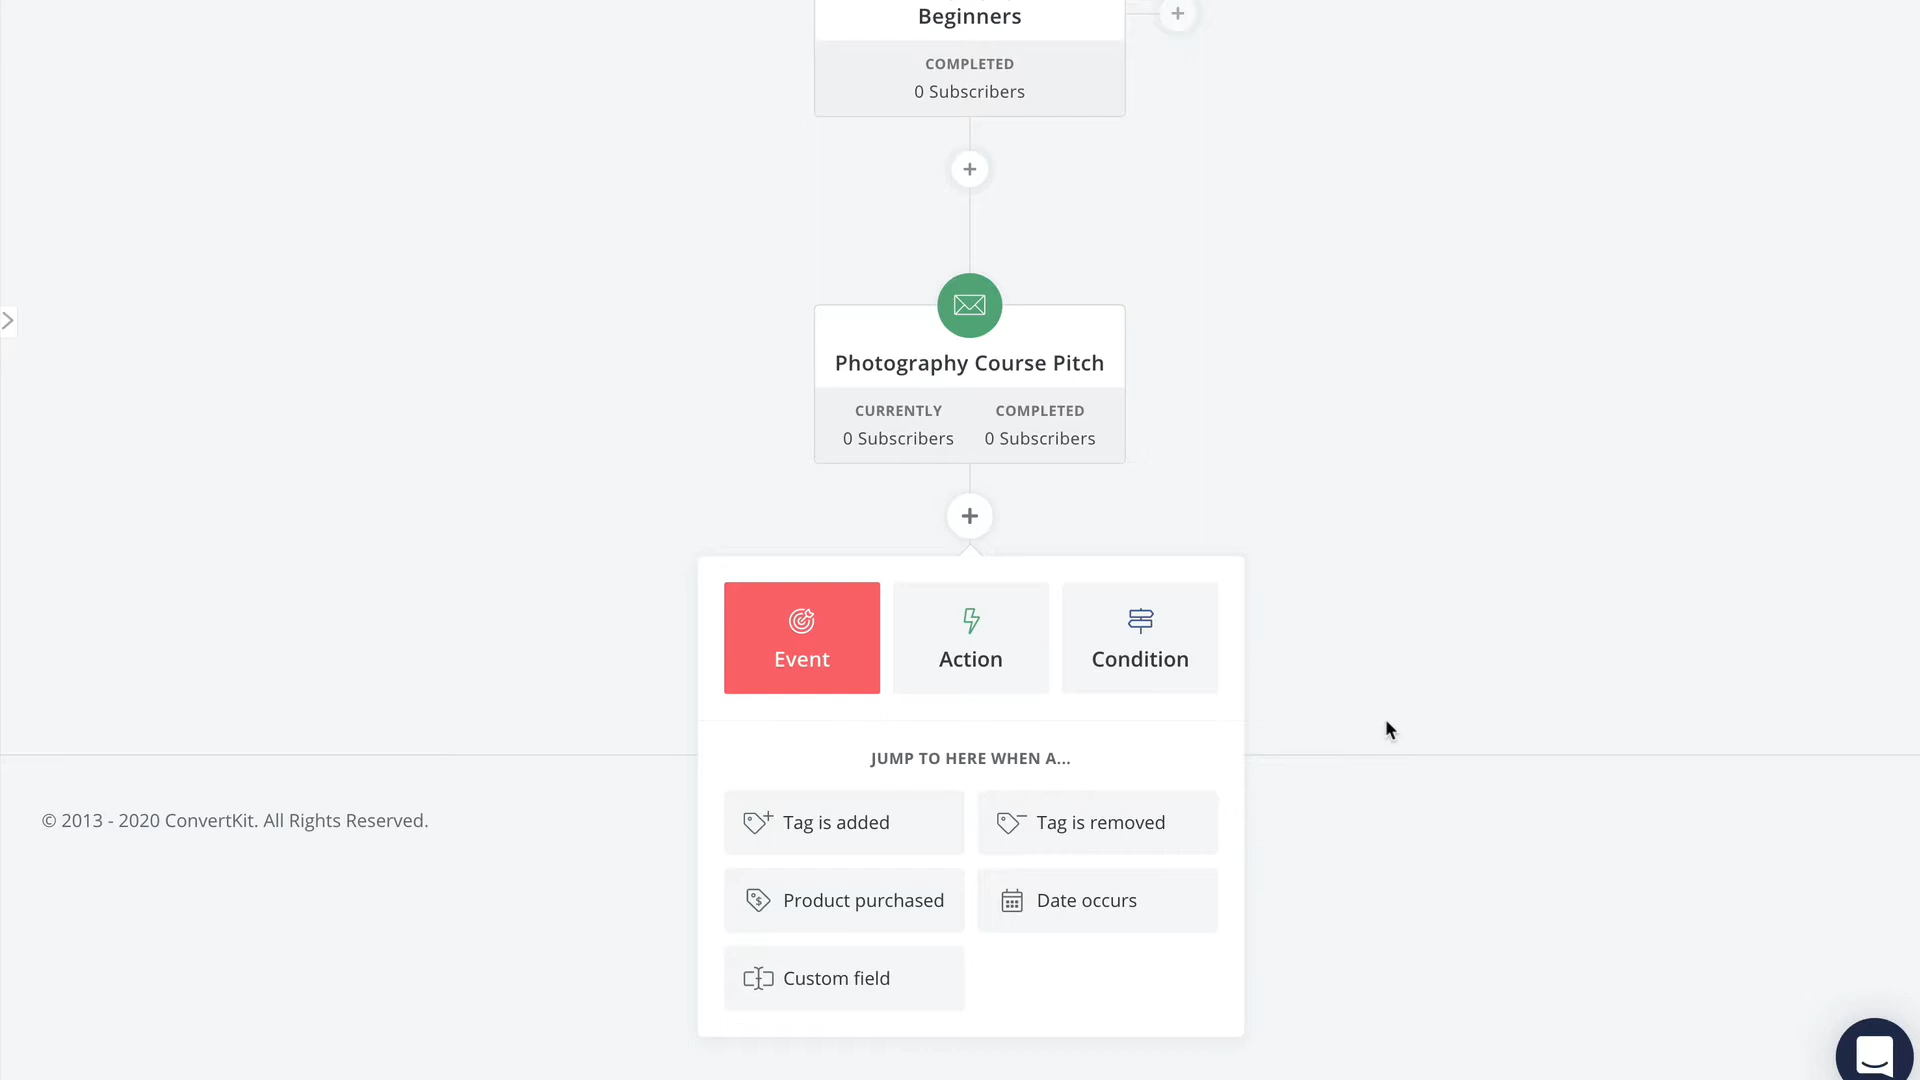 Beginners
COMPLETED
0 Subscribers
Photography Course Pitch
CURRENTLY COMPLETED
0 Subscribers 0 Subscribers
Event Action Condition
JUMP TO HERE WHEN A...
Tag is added Tag is removed
© 2013 - 2020 ConvertKit. All Rights Reserved.
Product purchased Date occurs
Custom field